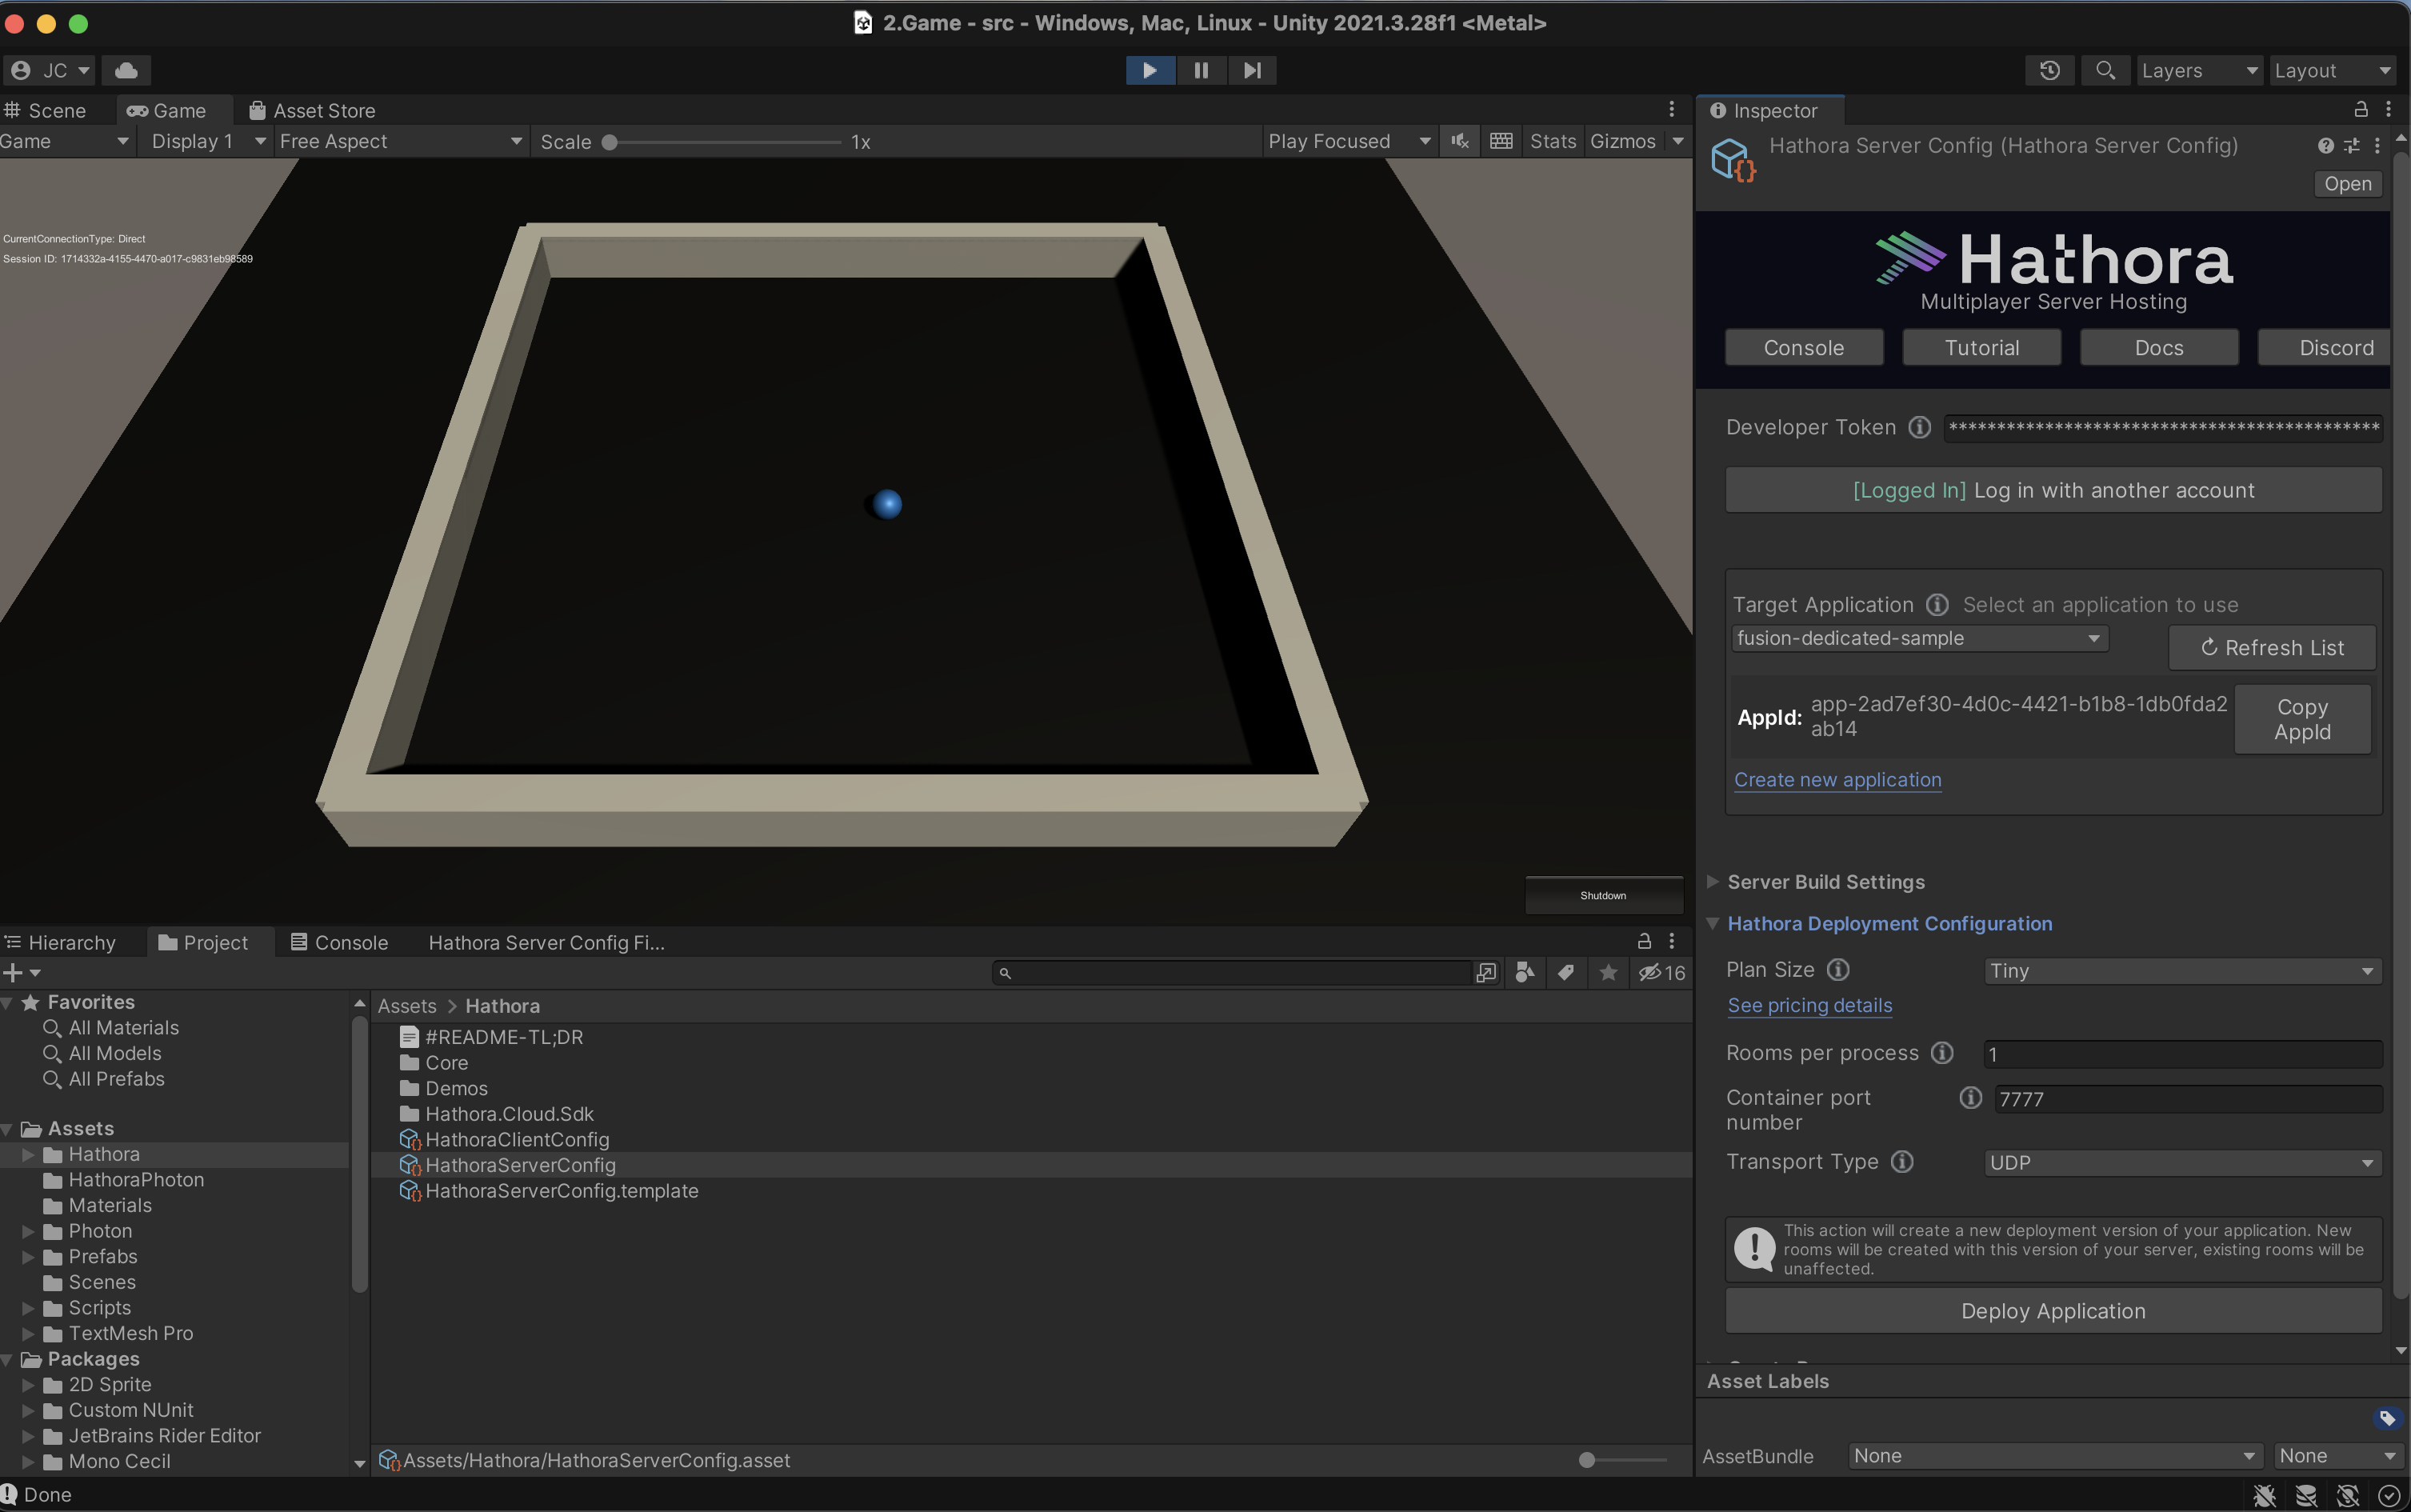 2.Game - src - Windows, Mac, Linux - Unity 2021.3.28f1 <Metal>
JC
Layers
Layout
Scene
Game
Asset Store
Game
Display 1
Free Aspect
Scale
1x
Play Focused
Stats
Gizmos
CurrentConnectionType: Direct
Session ID: 1714332a-4155-4470-a017-c9831eb98589
Shutdown
Inspector
Hathora Server Config (Hathora Server Config)
Open
Hathora
Multiplayer Server Hosting
Console
Tutorial
Docs
Discord
Developer Token
*********************************************
[Logged In] Log in with another account
Target Application
Select an application to use
fusion-dedicated-sample
Refresh List
AppId:
app-2ad7ef30-4d0c-4421-b1b8-1db0fda2
ab14
Copy
AppId
Create new application
Server Build Settings
Hathora Deployment Configuration
Plan Size
Tiny
See pricing details
Rooms per process
1
Container port
number
7777
Transport Type
UDP
This action will create a new deployment version of your application. New
rooms will be created with this version of your server, existing rooms will be
unaffected.
Deploy Application
Asset Labels
AssetBundle
None
None
Hierarchy
Project
Console
Hathora Server Config Fi...
16
Favorites
All Materials
All Models
All Prefabs
Assets
Hathora
HathoraPhoton
Materials
Photon
Prefabs
Scenes
Scripts
TextMesh Pro
Packages
2D Sprite
Custom NUnit
JetBrains Rider Editor
Mono Cecil
Assets > Hathora
#README-TL;DR
Core
Demos
Hathora.Cloud.Sdk
HathoraClientConfig
HathoraServerConfig
HathoraServerConfig.template
Assets/Hathora/HathoraServerConfig.asset
Done